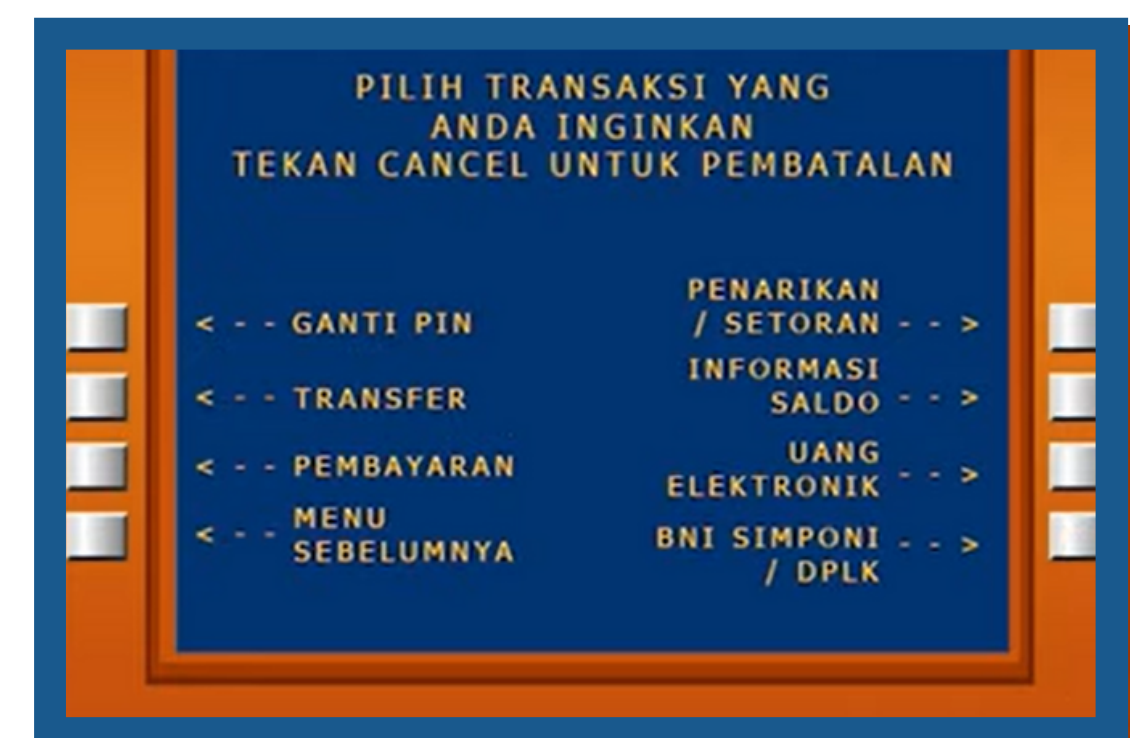 PILIH TRANSAKSI YANG
ANDA INGINKAN
TEKAN CANCEL UNTUK PEMBATALAN
<-- GANTI PIN
PENARIKAN
/ SETORAN -->
<-- TRANSFER
INFORMASI
SALDO -->
<-- PEMBAYARAN
UANG
ELEKTRONIK -->
<-- MENU
SEBELUMNYA
BNI SIMPONI
/ DPLK -->